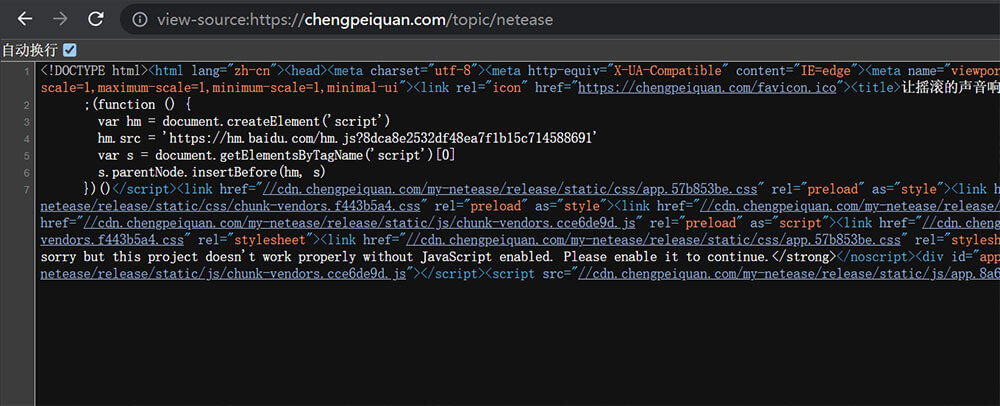 view-source:https://chengpeiquan.com/topic/netease
自动换行
1 <!DOCTYPE html><html lang="zh-cn"><head><meta charset="utf-8"><meta http-equiv="X-UA-Compatible" content="IE=edge"><meta name="viewpor
scale=1,maximum-scale=1,minimum-scale=1,minimal-ui"><link rel="icon" href="https://chengpeiquan.com/favicon.ico"><title>让摇滚的声音响
2 ;(function () {
3 var hm = document.createElement('script')
4 hm.src = 'https://hm.baidu.com/hm.js?8dca8e2532df48ea7f1b15c714588691'
5 var s = document.getElementsByTagName('script')[0]
6 s.parentNode.insertBefore(hm, s)
7 })()</script><link href="//cdn.chengpeiquan.com/my-netease/release/static/css/app.57b853be.css" rel="preload" as="style"><link h
netease/release/static/css/chunk-vendors.f443b5a4.css" rel="preload" as="style"><link href="//cdn.chengpeiquan.com/my-netease/relea
href="//cdn.chengpeiquan.com/my-netease/release/static/js/chunk-vendors.cce6de9d.js" rel="preload" as="script"><link href="//cdn.chen
vendors.f443b5a4.css" rel="stylesheet"><link href="//cdn.chengpeiquan.com/my-netease/release/static/css/app.57b853be.css" rel="stylesh
sorry but this project doesn't work properly without JavaScript enabled. Please enable it to continue.</strong></noscript><div id="app
netease/release/static/js/chunk-vendors.cce6de9d.js"></script><script src="//cdn.chengpeiquan.com/my-netease/release/static/js/app.8a6